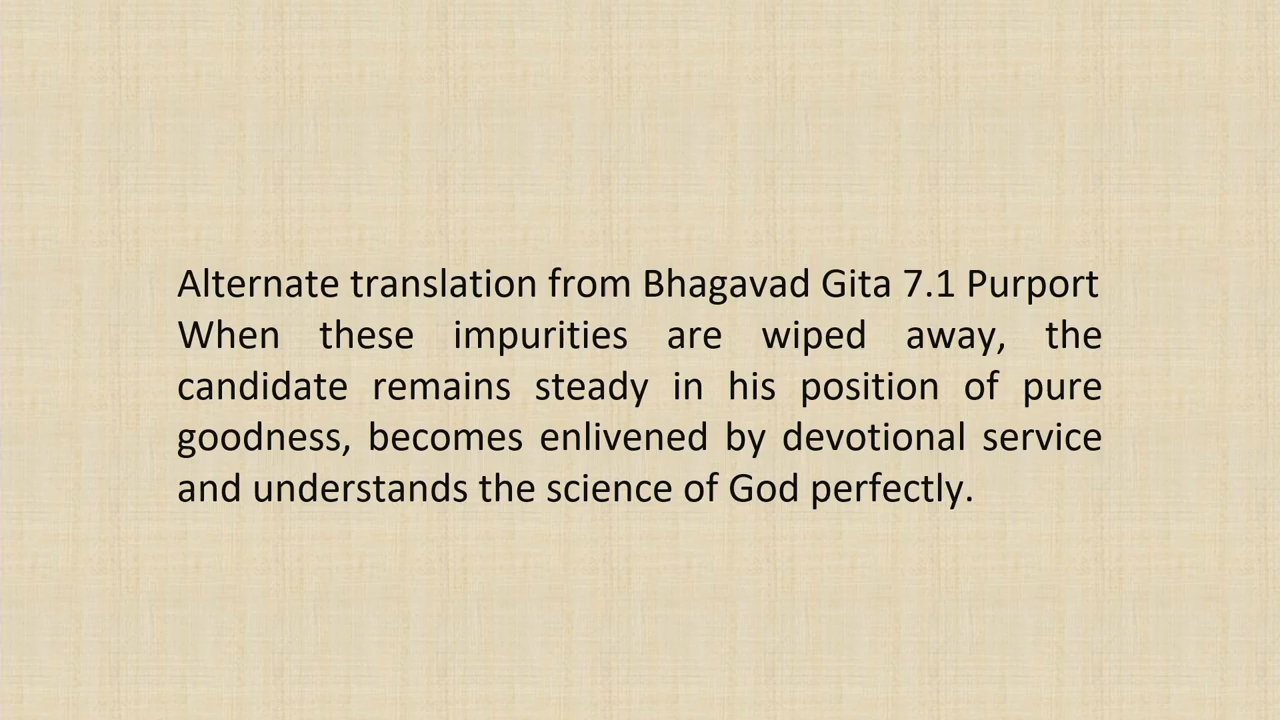 Alternate translation from Bhagavad Gita 7.1 Purport
When these impurities are wiped away, the
candidate remains steady in his position of pure
goodness, becomes enlivened by devotional service
and understands the science of God perfectly.